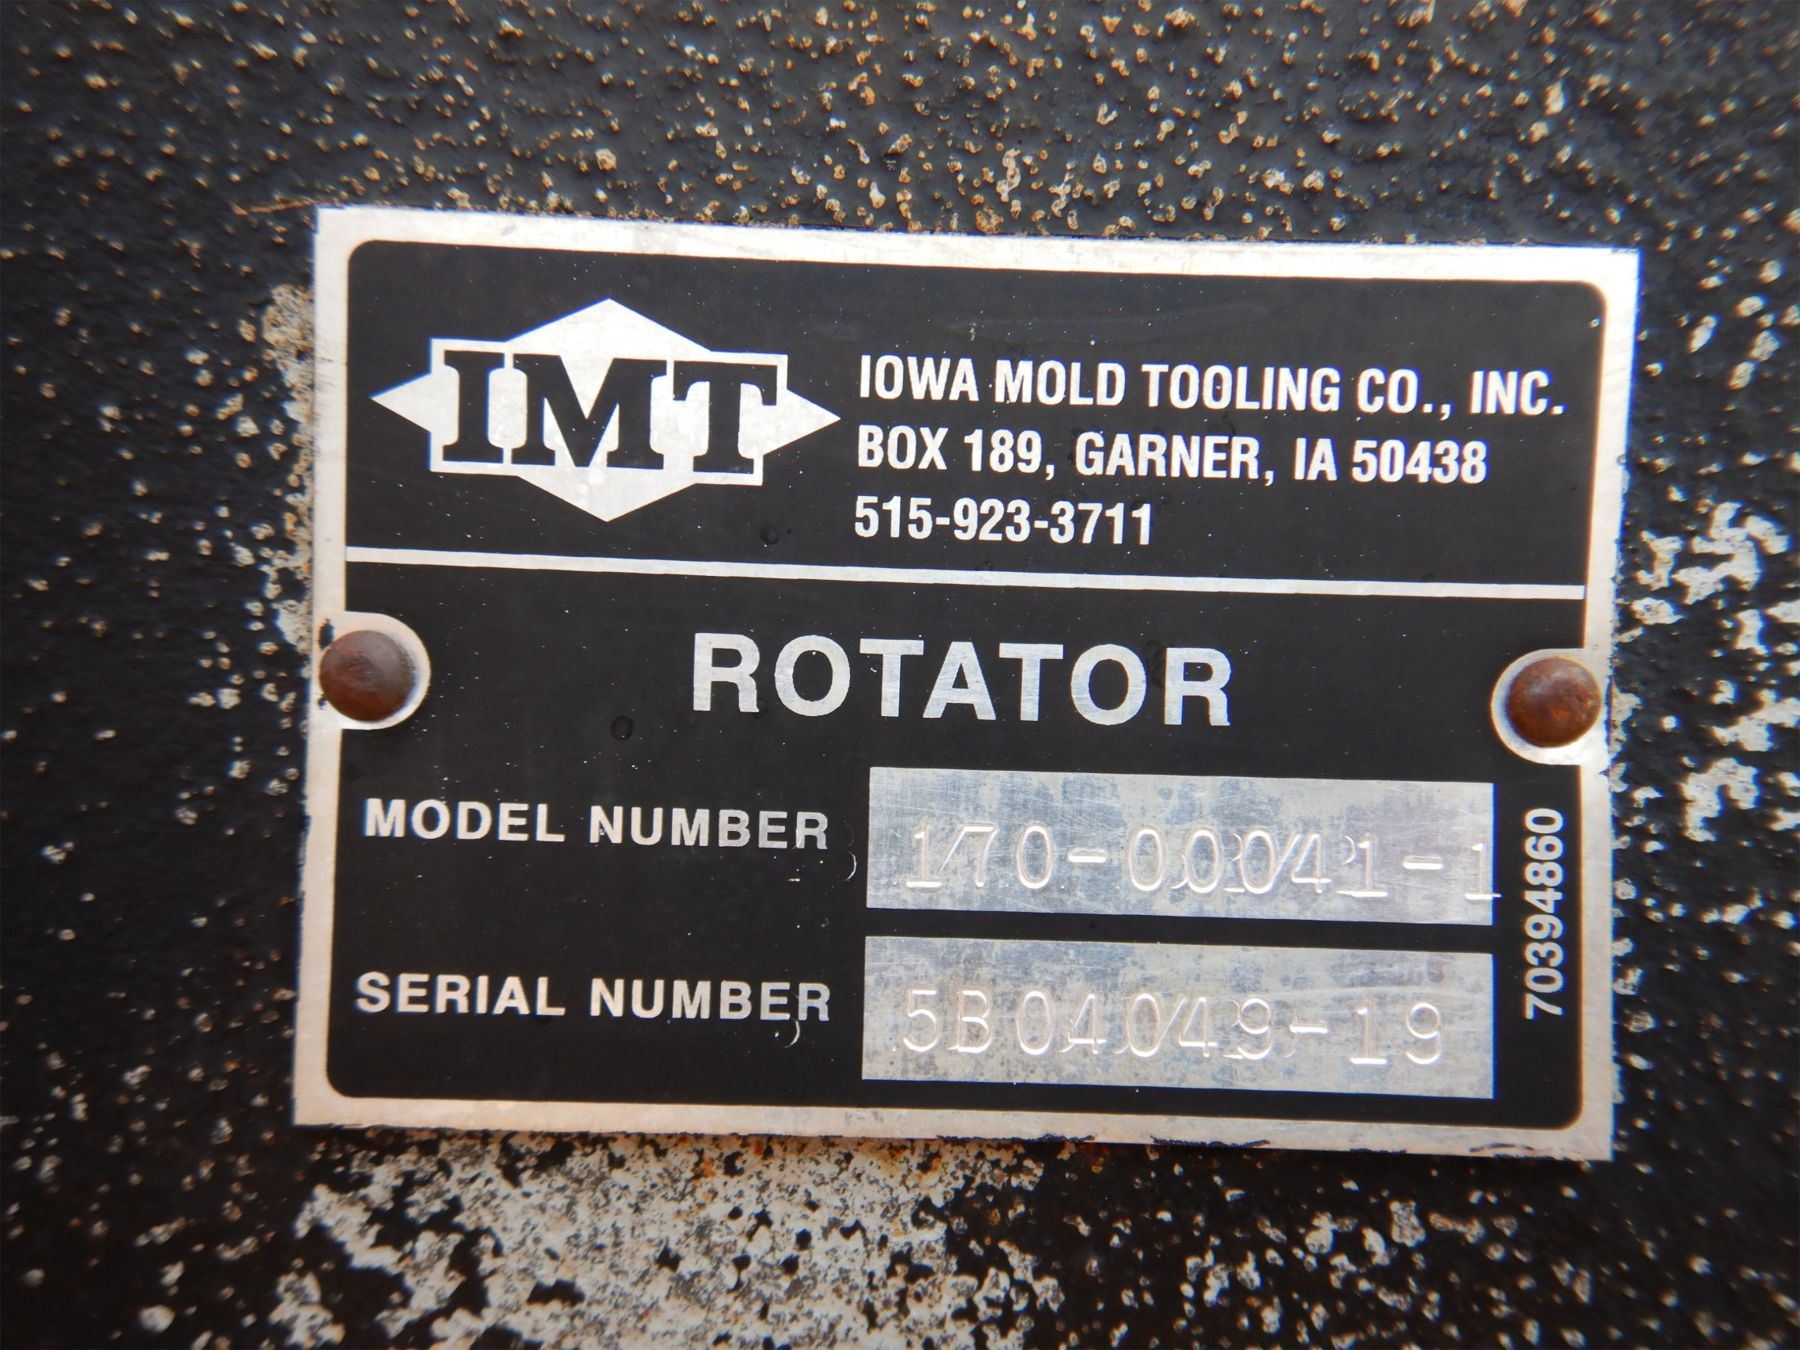 IMT
IOWA MOLD TOOLING CO., INC.
BOX 189, GARNER, IA 50438
515-923-3711
ROTATOR
MODEL NUMBER 170-00041-1
SERIAL NUMBER 5B04049-19
70394860